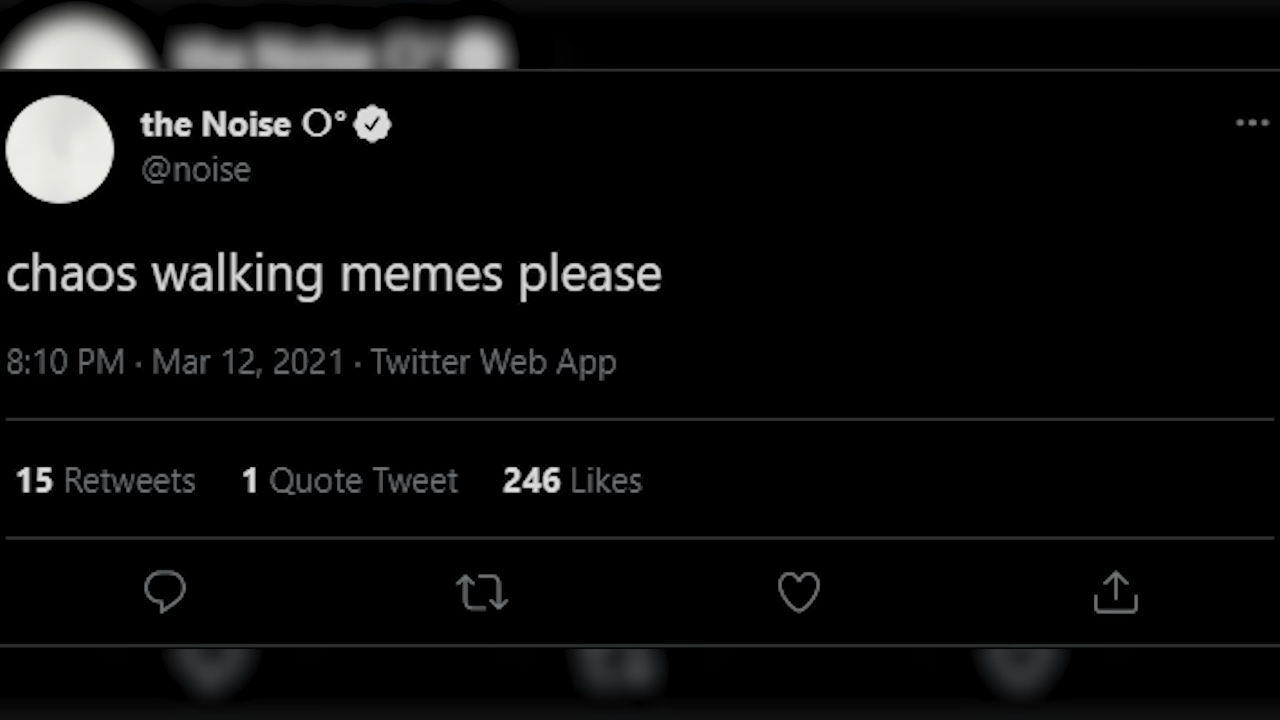 the Noise O°
@noise
chaos walking memes please
8:10 PM · Mar 12, 2021 · Twitter Web App
15 Retweets 1 Quote Tweet 246 Likes